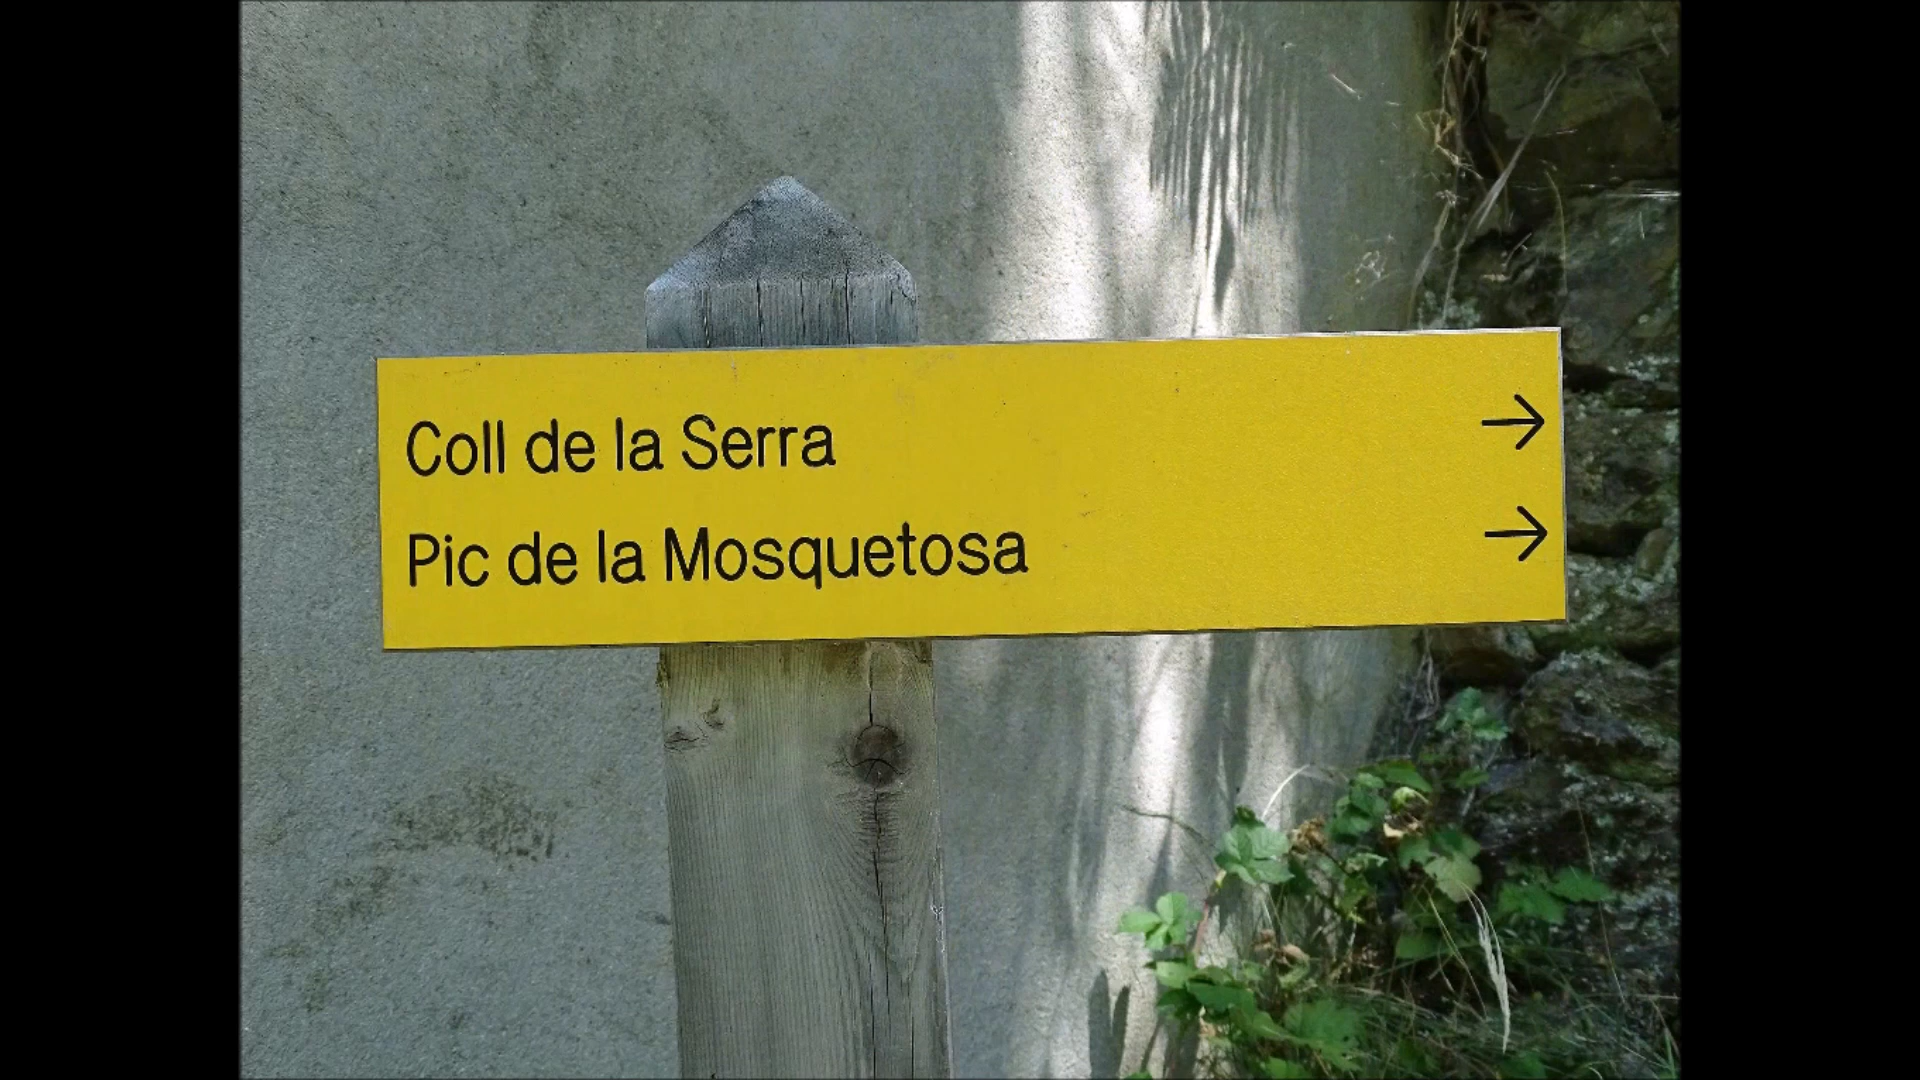 Coll de la Serra →
Pic de la Mosquetosa →